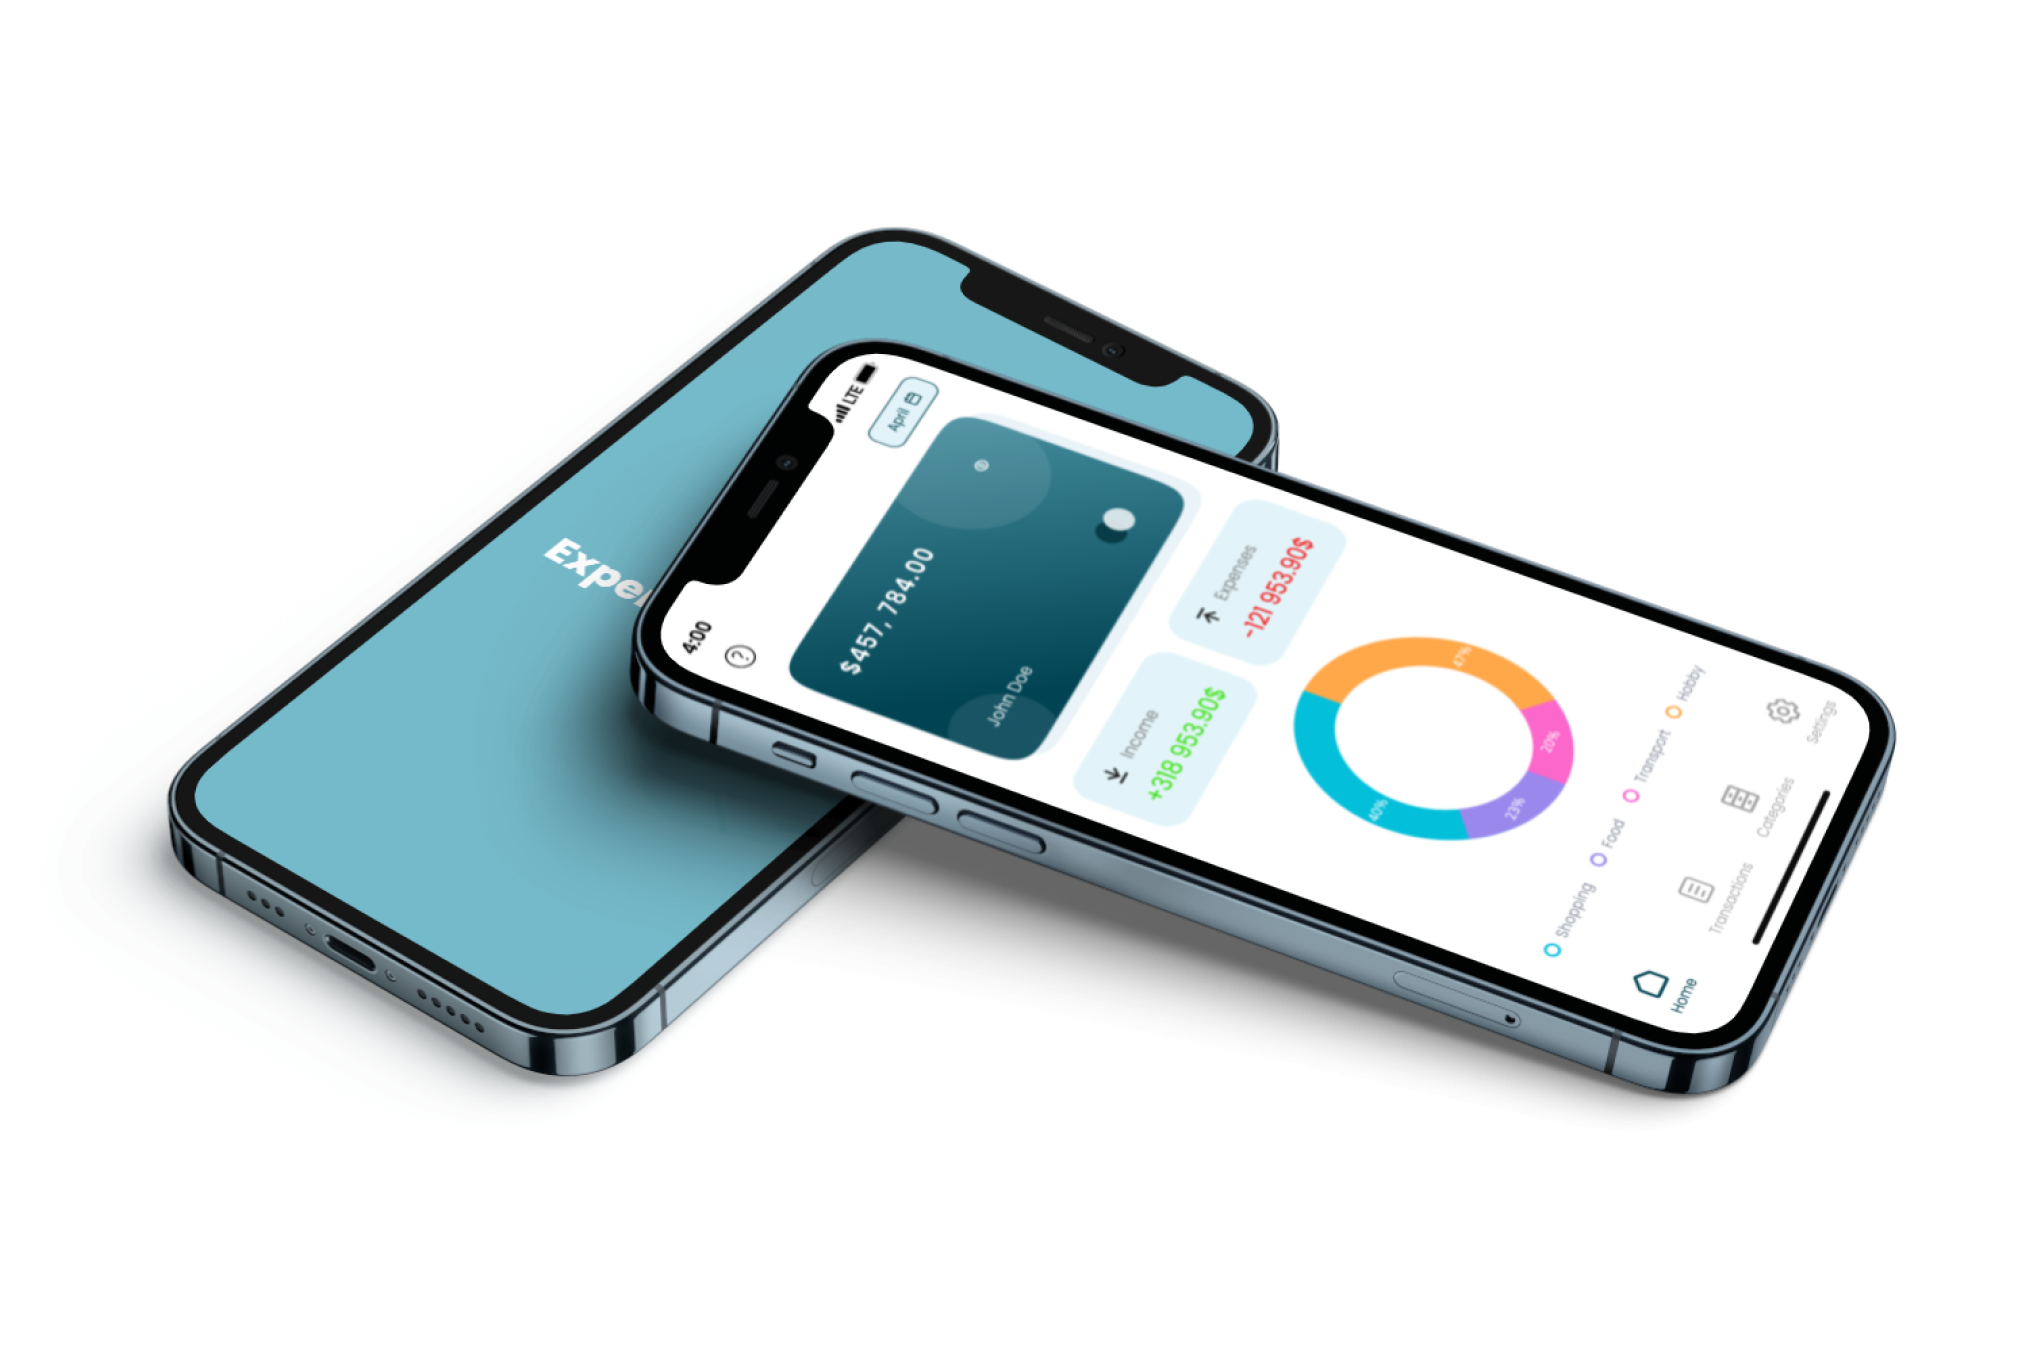 Exper
4:00
LTE
April
$457, 784.00
John Doe
Income
+318 953.90$
Expenses
-121 953.90$
47%
20%
23%
40%
Shopping
Food
Transport
Hobby
Home
Transactions
Categories
Settings